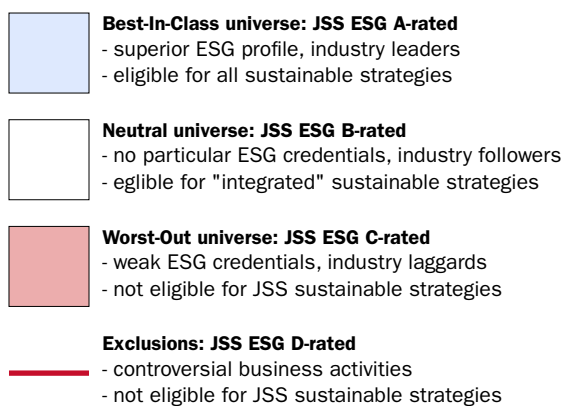 Best-In-Class universe: JSS ESG A-rated
- superior ESG profile, industry leaders
- eligible for all sustainable strategies
Neutral universe: JSS ESG B-rated
- no particular ESG credentials, industry followers
- eglible for "integrated" sustainable strategies
Worst-Out universe: JSS ESG C-rated
- weak ESG credentials, industry laggards
- not eligible for JSS sustainable strategies
Exclusions: JSS ESG D-rated
- controversial business activities
- not eligible for JSS sustainable strategies